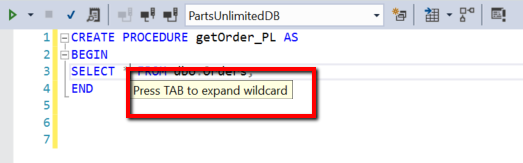 PartsUnlimitedDB
1 CREATE PROCEDURE getOrder_PL AS
2 BEGIN
3 SELECT * FROM dbo.Orders;
4 END
Press TAB to expand wildcard
5
6
7